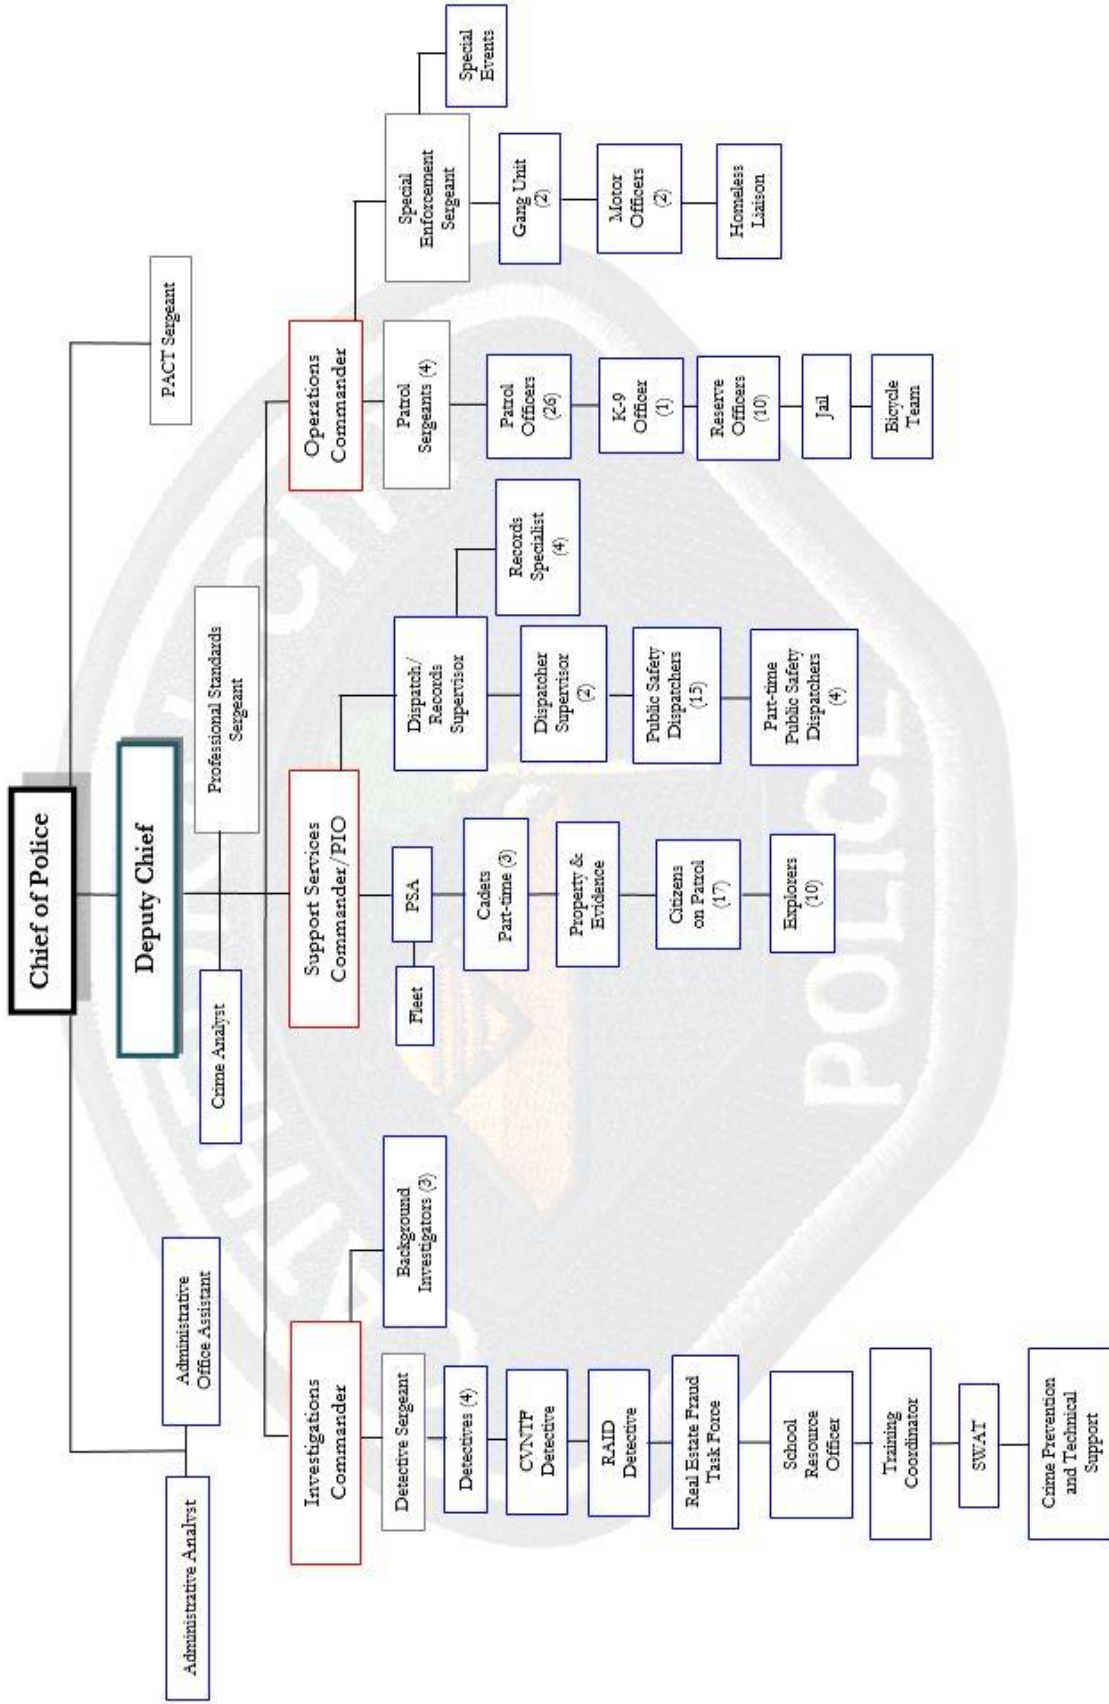 Chief of Police
Deputy Chief
Administrative Analyst
Administrative
Office Assistant
PACT Sergeant
Crime Analyst
Professional Standards
Sergeant
Investigations
Commander
Support Services
Commander/PIO
Operations
Commander
Detective Sergeant
Background
Investigators (3)
Detectives (4)
CVNTF
Detective
RAID
Detective
Real Estate Fraud
Task Force
School
Resource
Officer
Training
Coordinator
SWAT
Crime Prevention
and Technical
Support
Fleet
PSA
Cadets
Part-time (3)
Property &
Evidence
Citizens
on Patrol
(17)
Explorers
(10)
Dispatch/
Records
Supervisor
Records
Specialist
(4)
Dispatcher
Supervisor
(2)
Public Safety
Dispatchers
(15)
Part-time
Public Safety
Dispatchers
(4)
Patrol
Sergeants (4)
Patrol
Officers
(26)
K-9
Officer
(1)
Reserve
Officers
(10)
Jail
Bicycle
Team
Special
Enforcement
Sergeant
Special
Events
Gang Unit
(2)
Motor
Officers
(2)
Homeless
Liaison
POLICE